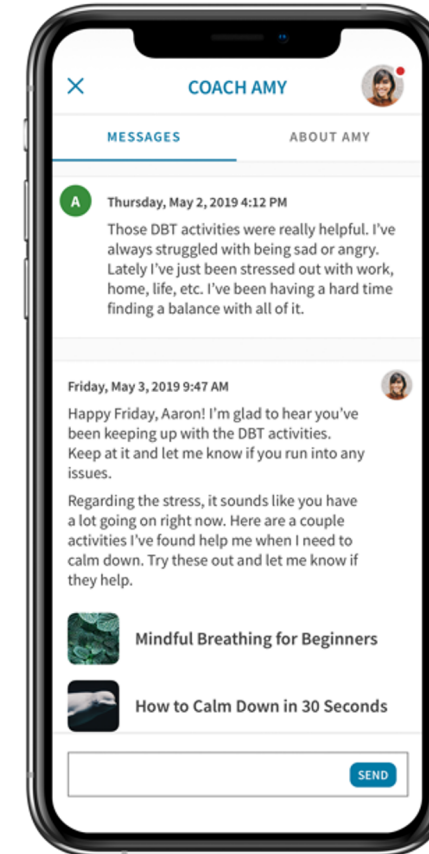 COACH AMY
MESSAGES
ABOUT AMY
A
Thursday, May 2, 2019 4:12 PM
Those DBT activities were really helpful. I've
always struggled with being sad or angry.
Lately I've just been stressed out with work,
home, life, etc. I've been having a hard time
finding a balance with all of it.
Friday, May 3, 2019 9:47 AM
Happy Friday, Aaron! I'm glad to hear you've
been keeping up with the DBT activities.
Keep at it and let me know if you run into any
issues.
Regarding the stress, it sounds like you have
a lot going on right now. Here are a couple
activities I've found help me when I need to
calm down. Try these out and let me know if
they help.
Mindful Breathing for Beginners
How to Calm Down in 30 Seconds
SEND